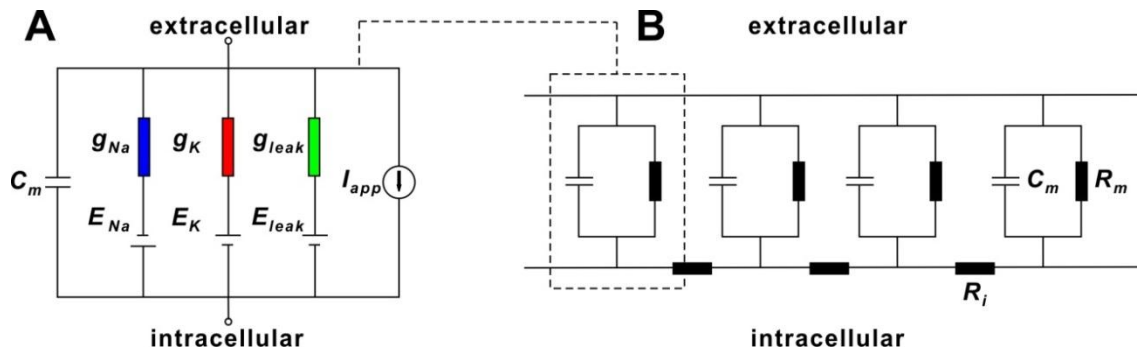 A
extracellular
B
extracellular
g_Na g_K g_leak
C_m
I_app
C_m R_m
E_Na E_K E_leak
R_i
intracellular
intracellular